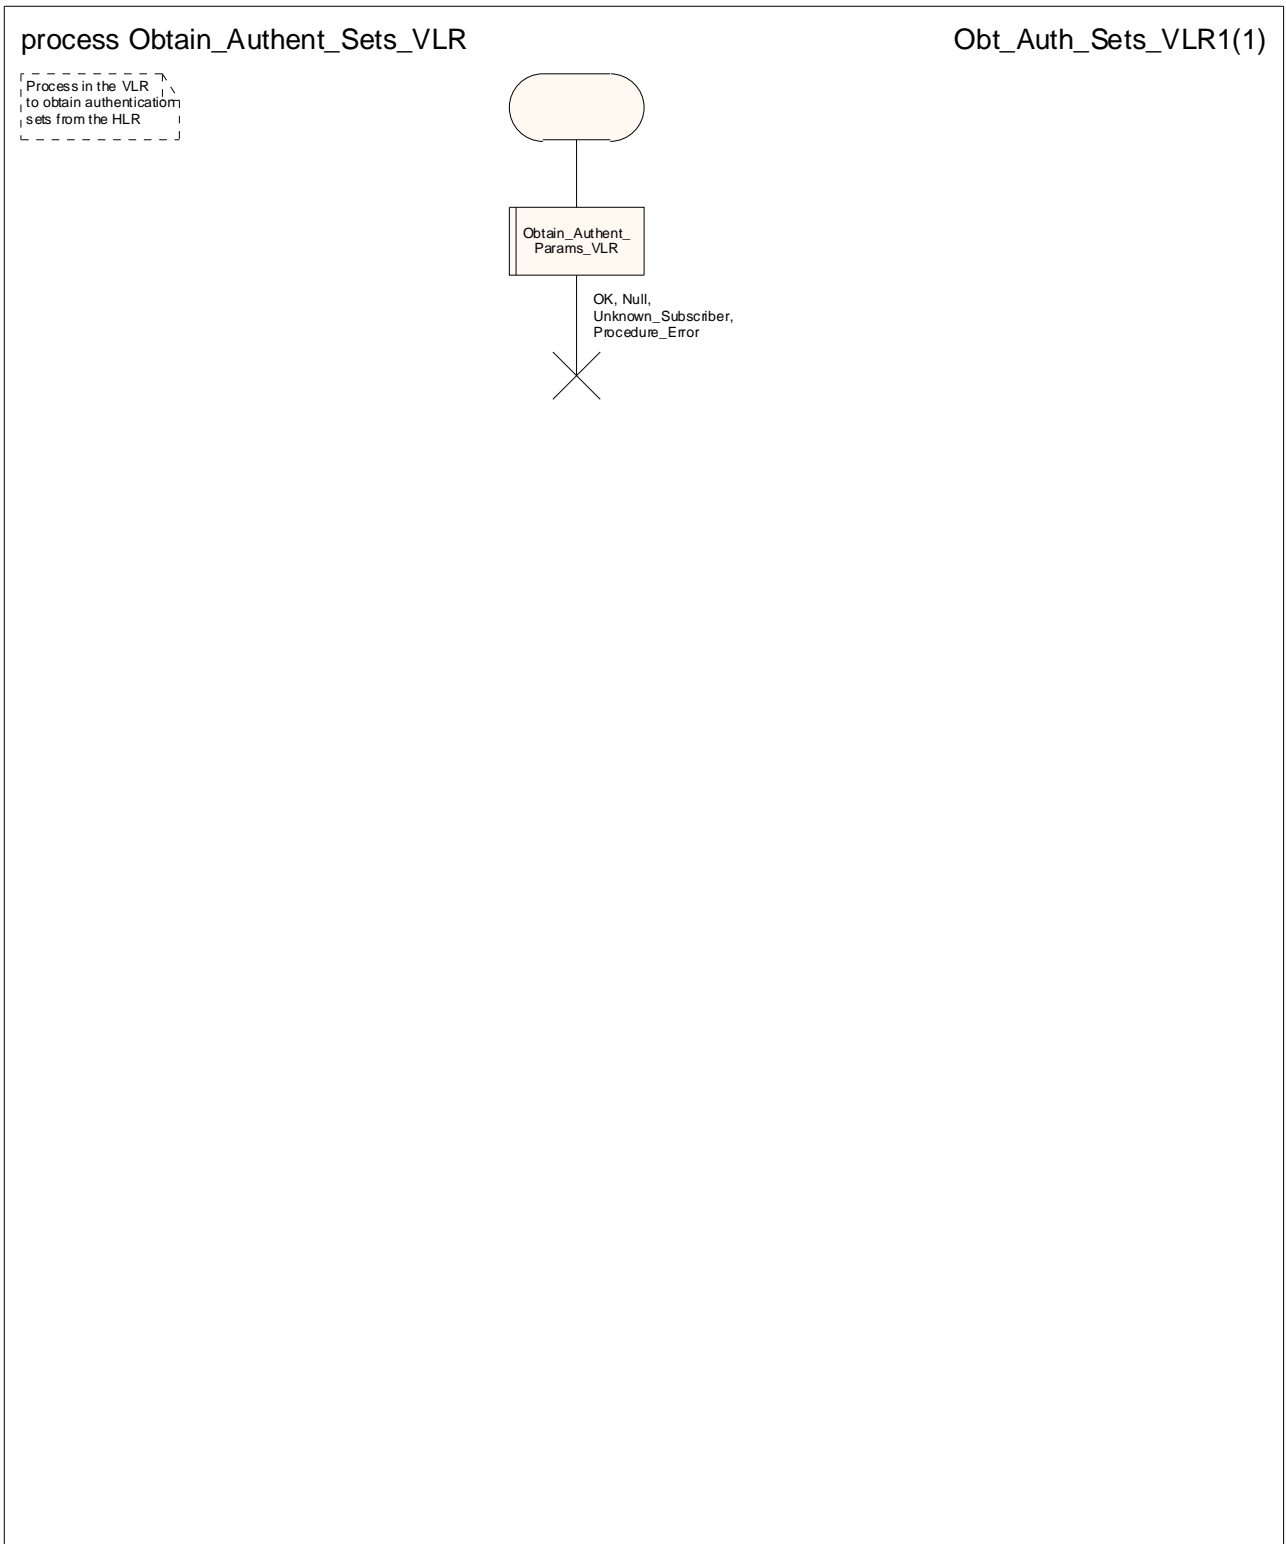 process Obtain_Authent_Sets_VLR
Obt_Auth_Sets_VLR1(1)
Process in the VLR
to obtain authentication
sets from the HLR
Obtain_Authent_
Params_VLR
OK, Null,
Unknown_Subscriber,
Procedure_Error